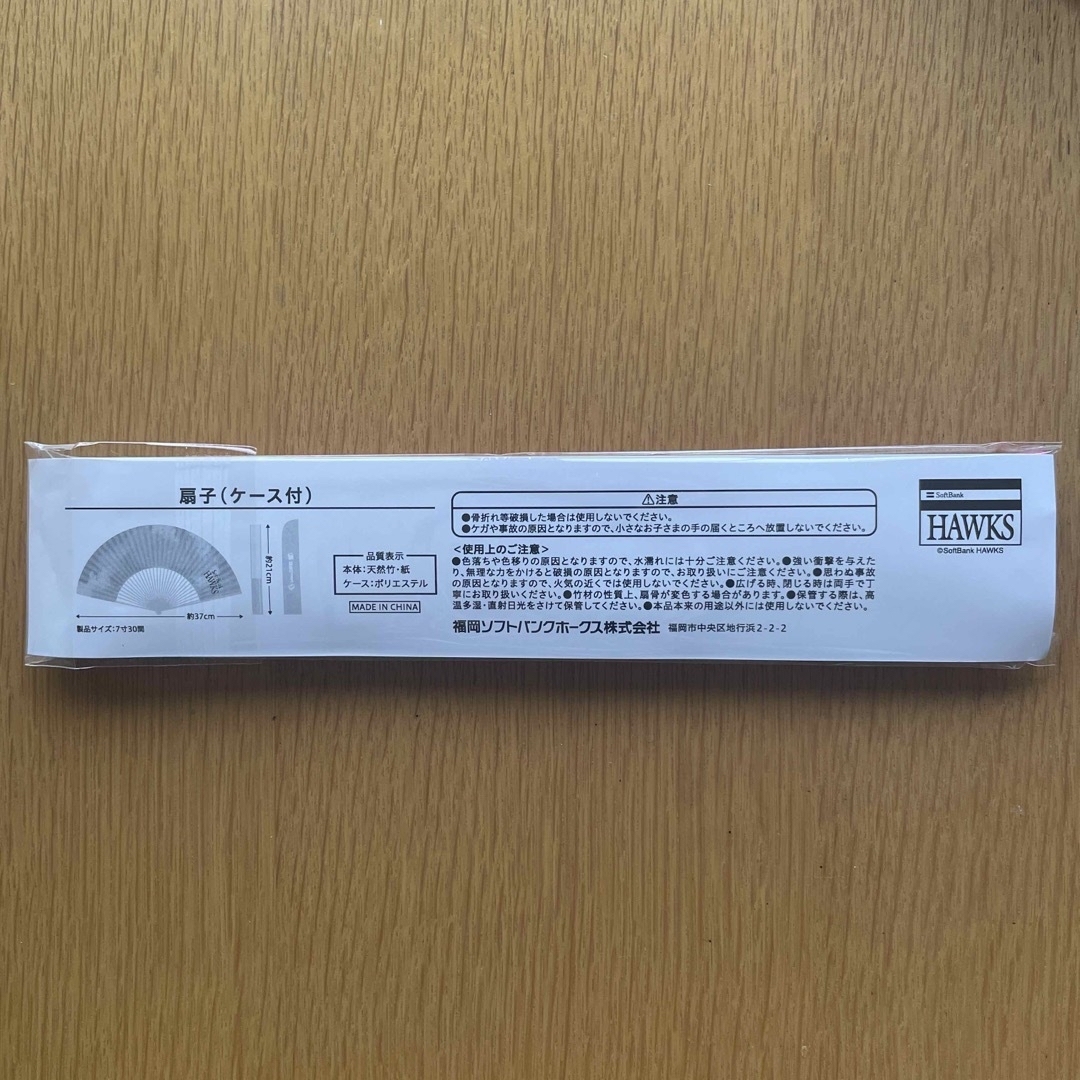 扇子(ケース付)
HAWKS
約21cm
約37cm
製品サイズ:7寸30間
品質表示
本体:天然竹・紙
ケース:ポリエステル
MADE IN CHINA
⚠注意
●骨折れ等破損した場合は使用しないでください。
●ケガや事故の原因となりますので、小さなお子さまの手の届くところへ放置しないでください。
<使用上のご注意>
●色落ちや色移りの原因となりますので、水濡れには十分ご注意ください。●強い衝撃を与えた
り、無理な力をかけると破損の原因となりますので、お取り扱いにご注意ください。●思わぬ事故
の原因となりますので、火気の近くでは使用しないでください。●広げる時、閉じる時は両手で丁
寧にお取り扱いください。●竹材の性質上、扇骨が変色する場合があります。●保管する際は、高
温多湿・直射日光をさけて保管してください。●本品本来の用途以外には使用しないでください。
福岡ソフトバンクホークス株式会社 福岡市中央区地行浜2-2-2
SoftBank
HAWKS
©SoftBank HAWKS